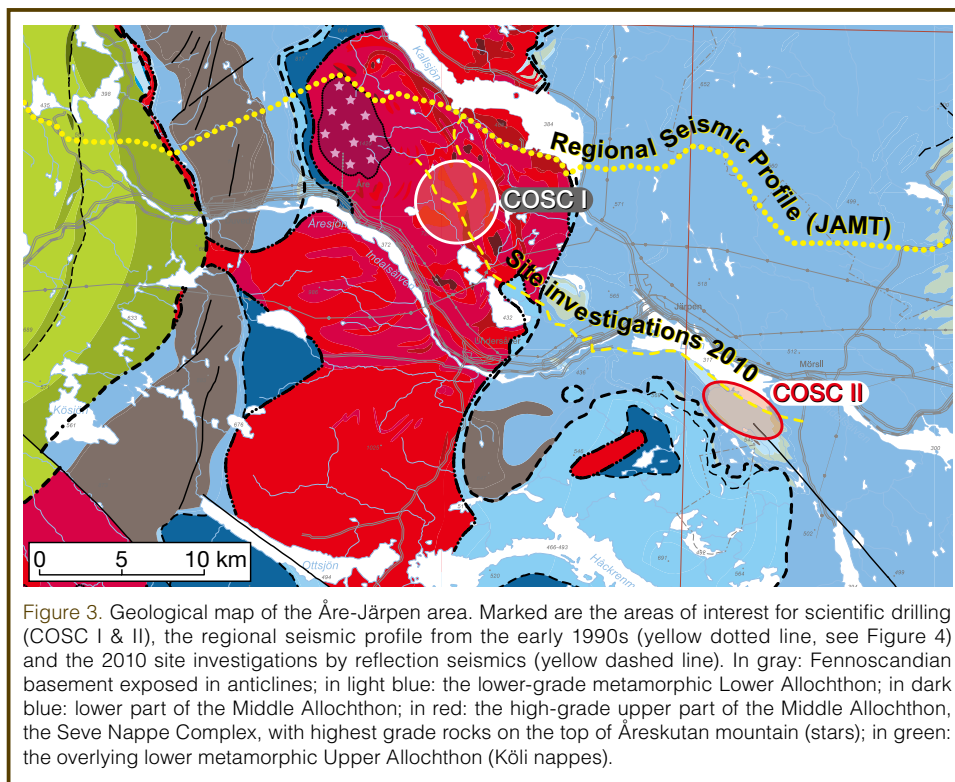 Kallsjön
Regional Seismic Profile (JAMT)
Åre
COSC I
Åresjön
Indalsälven
Site investigations 2010
Järpen
Undersåker
Mörsil
COSC II
Kösjön
Ottsjön
Häckrenm
0 5 10 km
Figure 3. Geological map of the Åre-Järpen area. Marked are the areas of interest for scientific drilling
(COSC I & II), the regional seismic profile from the early 1990s (yellow dotted line, see Figure 4)
and the 2010 site investigations by reflection seismics (yellow dashed line). In gray: Fennoscandian
basement exposed in anticlines; in light blue: the lower-grade metamorphic Lower Allochthon; in dark
blue: lower part of the Middle Allochthon; in red: the high-grade upper part of the Middle Allochthon,
the Seve Nappe Complex, with highest grade rocks on the top of Åreskutan mountain (stars); in green:
the overlying lower metamorphic Upper Allochthon (Köli nappes).